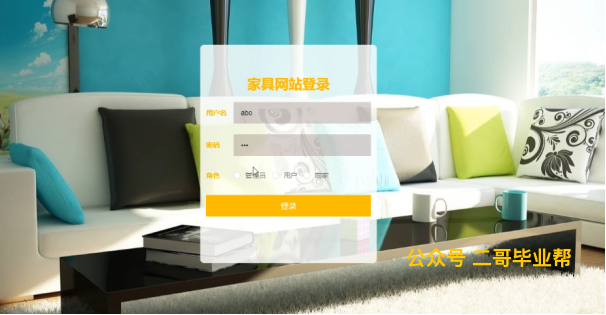 家具网站登录
用户名 abo
密码 •••
角色 管理员 用户 商家
登录
公众号 二哥毕业帮